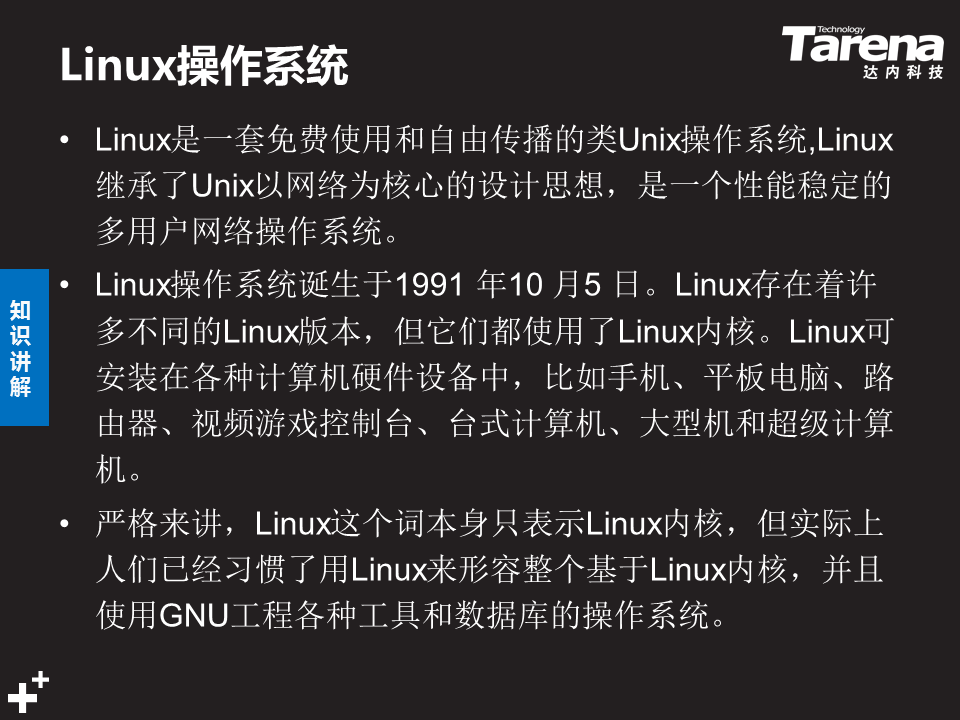 Linux操作系统
Technology
Tarena
达内科技
• Linux是一套免费使用和自由传播的类Unix操作系统,Linux
继承了Unix以网络为核心的设计思想，是一个性能稳定的
多用户网络操作系统。
• Linux操作系统诞生于1991 年10 月5 日。Linux存在着许
多不同的Linux版本，但它们都使用了Linux内核。Linux可
安装在各种计算机硬件设备中，比如手机、平板电脑、路
由器、视频游戏控制台、台式计算机、大型机和超级计算
机。
• 严格来讲，Linux这个词本身只表示Linux内核，但实际上
人们已经习惯了用Linux来形容整个基于Linux内核，并且
使用GNU工程各种工具和数据库的操作系统。
知
识
讲
解